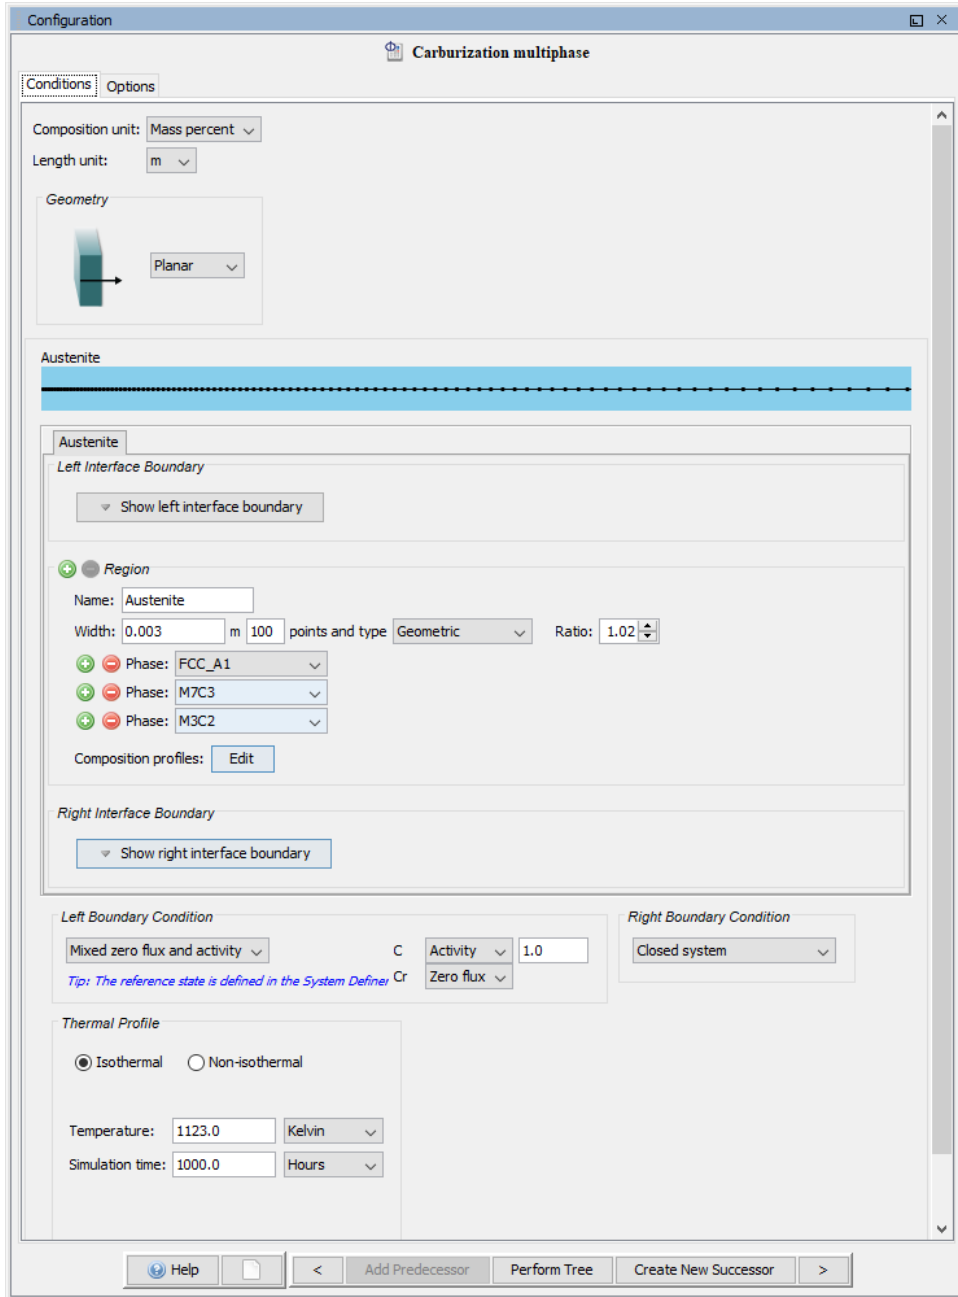 Configuration
Carburization multiphase
Conditions Options
Composition unit: Mass percent
Length unit: m
Geometry
Planar
Austenite
Austenite
Left Interface Boundary
Show left interface boundary
Region
Name: Austenite
Width: 0.003 m 100 points and type Geometric Ratio: 1.02
Phase: FCC_A1
Phase: M7C3
Phase: M3C2
Composition profiles: Edit
Right Interface Boundary
Show right interface boundary
Left Boundary Condition Right Boundary Condition
Mixed zero flux and activity C Activity 1.0 Closed system
Tip: The reference state is defined in the System Definer Cr Zero flux
Thermal Profile
Isothermal Non-isothermal
Temperature: 1123.0 Kelvin
Simulation time: 1000.0 Hours
Help < Add Predecessor Perform Tree Create New Successor >